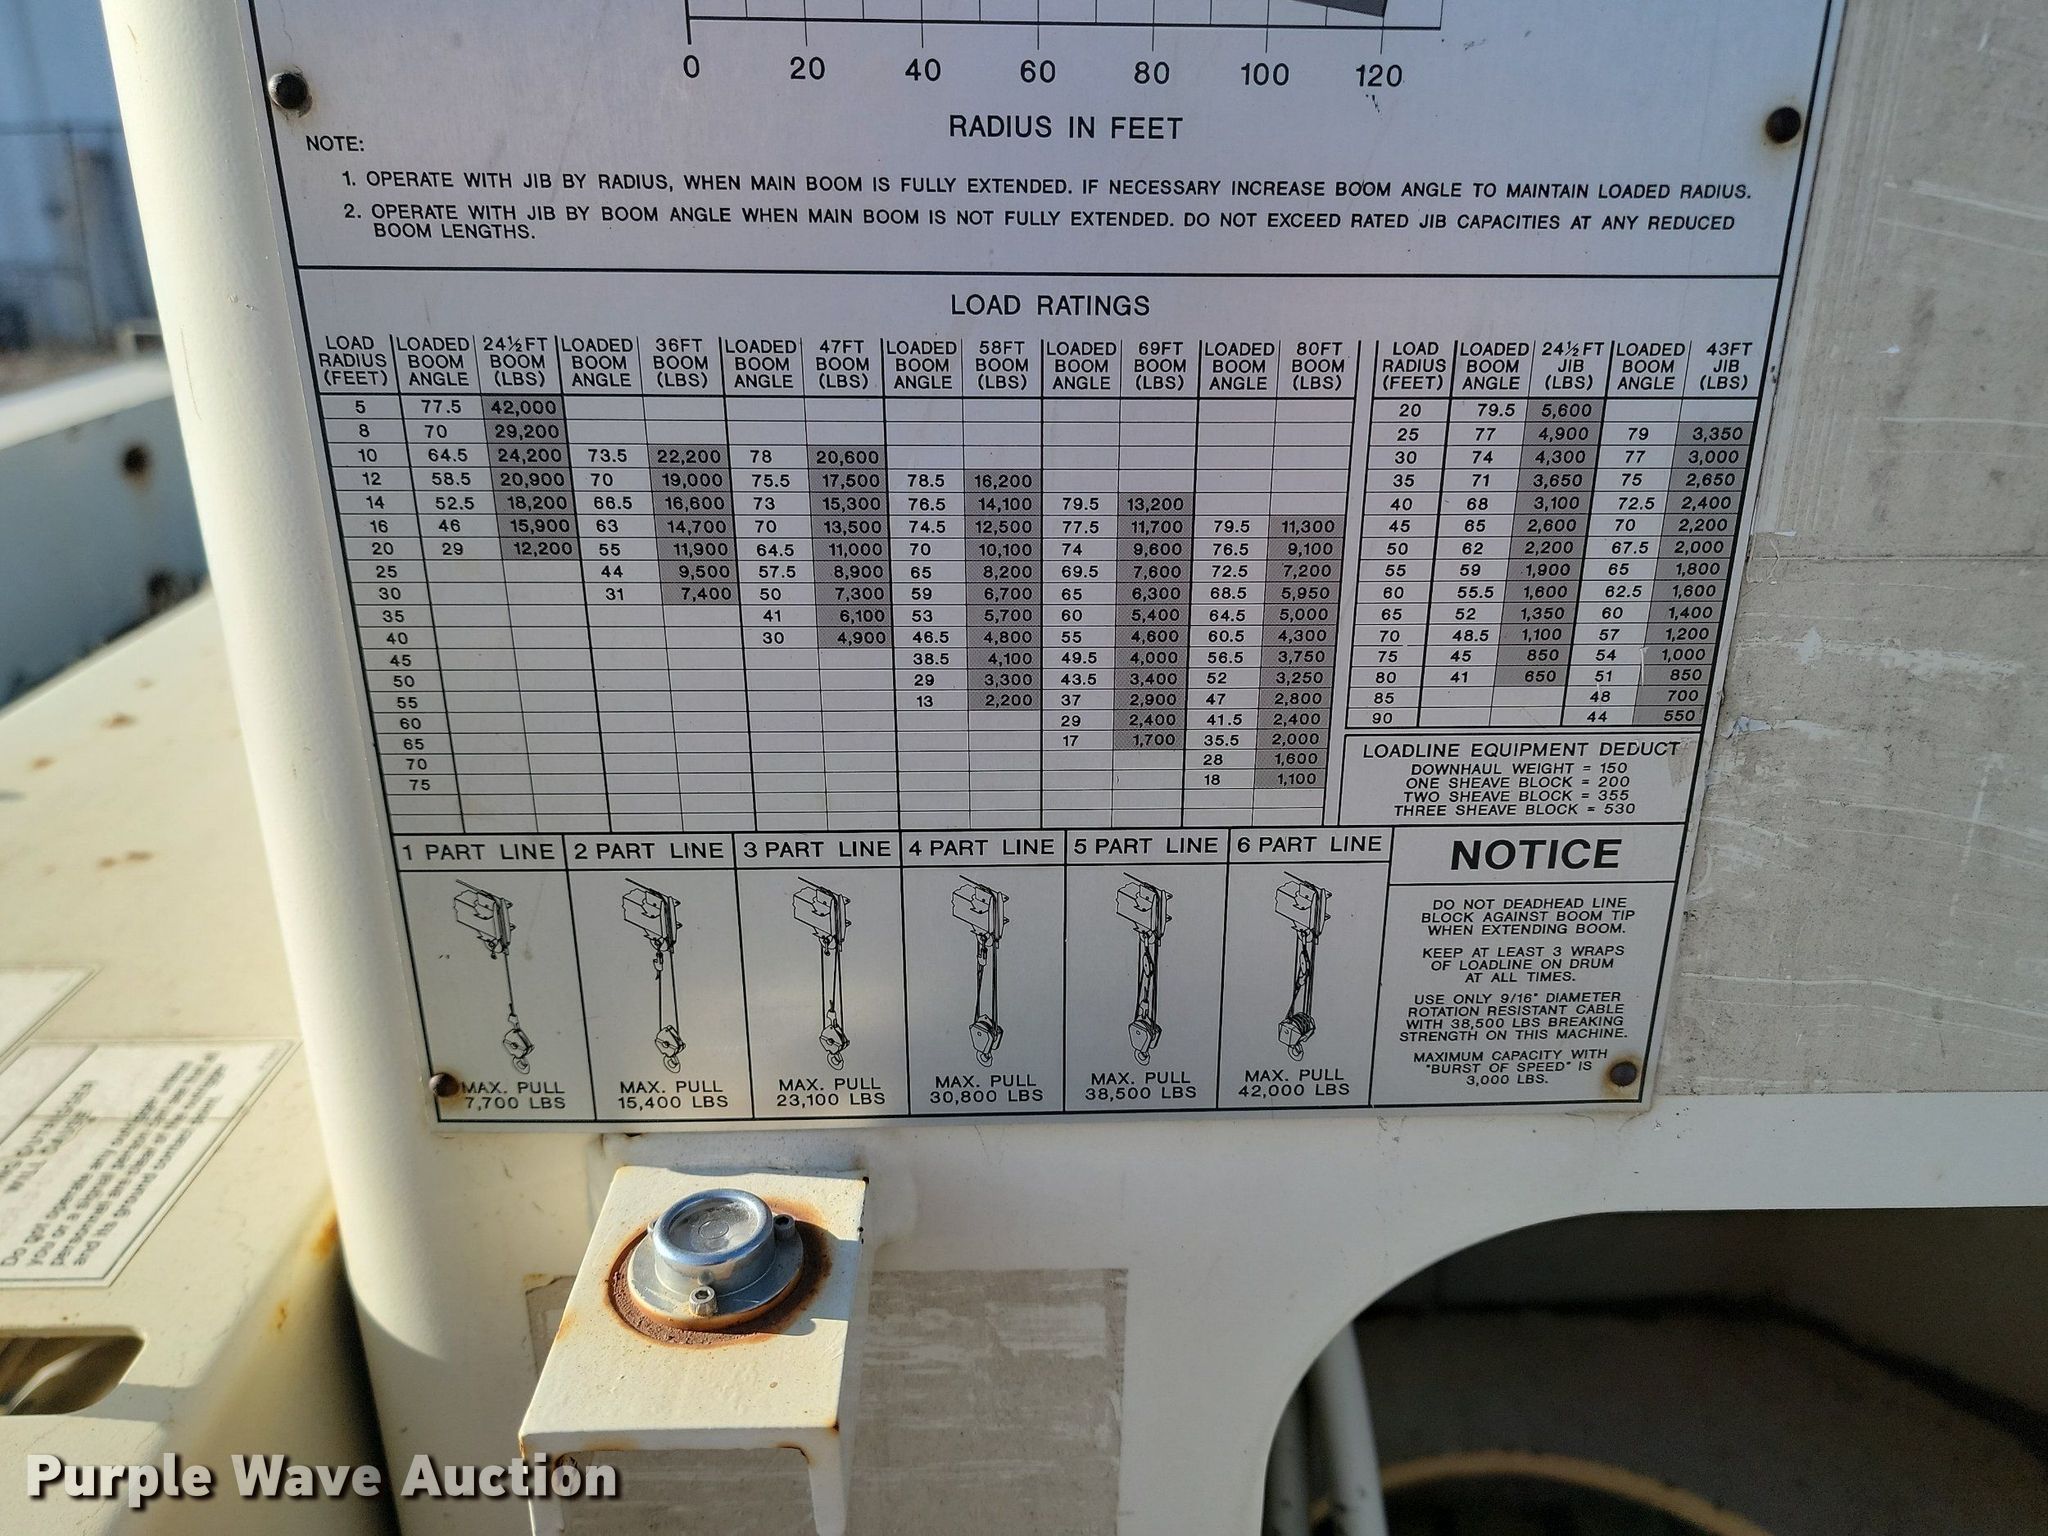 0 20 40 60 80 100 120
RADIUS IN FEET
NOTE:
1. OPERATE WITH JIB BY RADIUS, WHEN MAIN BOOM IS FULLY EXTENDED. IF NECESSARY INCREASE BOOM ANGLE TO MAINTAIN LOADED RADIUS.
2. OPERATE WITH JIB BY BOOM ANGLE WHEN MAIN BOOM IS NOT FULLY EXTENDED. DO NOT EXCEED RATED JIB CAPACITIES AT ANY REDUCED
BOOM LENGTHS.
LOAD RATINGS
LOAD LOADED 24½FT LOADED 36FT LOADED 47FT LOADED 58FT LOADED 69FT LOADED 80FT
RADIUS BOOM BOOM BOOM BOOM BOOM BOOM BOOM BOOM BOOM BOOM BOOM BOOM
(FEET) ANGLE (LBS) ANGLE (LBS) ANGLE (LBS) ANGLE (LBS) ANGLE (LBS) ANGLE (LBS)
5 77.5 42,000
8 70 29,200
10 64.5 24,200 73.5 22,200 78 20,600
12 58.5 20,900 70 19,000 75.5 17,500 78.5 16,200
14 52.5 18,200 66.5 16,600 73 15,300 76.5 14,100 79.5 13,200
16 46 15,900 63 14,700 70 13,500 74.5 12,500 77.5 11,700 79.5 11,300
20 29 12,200 55 11,900 64.5 11,000 70 10,100 74 9,600 76.5 9,100
25 44 9,500 57.5 8,900 65 8,200 69.5 7,600 72.5 7,200
30 31 7,400 50 7,300 59 6,700 65 6,300 68.5 5,950
35 41 6,100 53 5,700 60 5,400 64.5 5,000
40 30 4,900 46.5 4,800 55 4,600 60.5 4,300
45 38.5 4,100 49.5 4,000 56.5 3,750
50 29 3,300 43.5 3,400 52 3,250
55 13 2,200 37 2,900 47 2,800
60 29 2,400 41.5 2,400
65 17 1,700 35.5 2,000
70 28 1,600
75 18 1,100
LOAD LOADED 24½FT LOADED 43FT
RADIUS BOOM JIB BOOM JIB
(FEET) ANGLE (LBS) ANGLE (LBS)
20 79.5 5,600
25 77 4,900 79 3,350
30 74 4,300 77 3,000
35 71 3,650 75 2,650
40 68 3,100 72.5 2,400
45 65 2,600 70 2,200
50 62 2,200 67.5 2,000
55 59 1,900 65 1,800
60 55.5 1,600 62.5 1,600
65 52 1,350 60 1,400
70 48.5 1,100 57 1,200
75 45 850 54 1,000
80 41 650 51 850
85 48 700
90 44 550
LOADLINE EQUIPMENT DEDUCT
DOWNHAUL WEIGHT = 150
ONE SHEAVE BLOCK = 200
TWO SHEAVE BLOCK = 355
THREE SHEAVE BLOCK = 530
1 PART LINE 2 PART LINE 3 PART LINE 4 PART LINE 5 PART LINE 6 PART LINE
MAX. PULL MAX. PULL MAX. PULL MAX. PULL MAX. PULL MAX. PULL
7,700 LBS 15,400 LBS 23,100 LBS 30,800 LBS 38,500 LBS 42,000 LBS
NOTICE
DO NOT DEADHEAD LINE
BLOCK AGAINST BOOM TIP
WHEN EXTENDING BOOM.
KEEP AT LEAST 3 WRAPS
OF LOADLINE ON DRUM
AT ALL TIMES.
USE ONLY 9/16" DIAMETER
ROTATION RESISTANT CABLE
WITH 38,500 LBS BREAKING
STRENGTH ON THIS MACHINE.
MAXIMUM CAPACITY WITH
"BURST OF SPEED" IS
3,000 LBS.
Do not operate
Purple Wave Auction